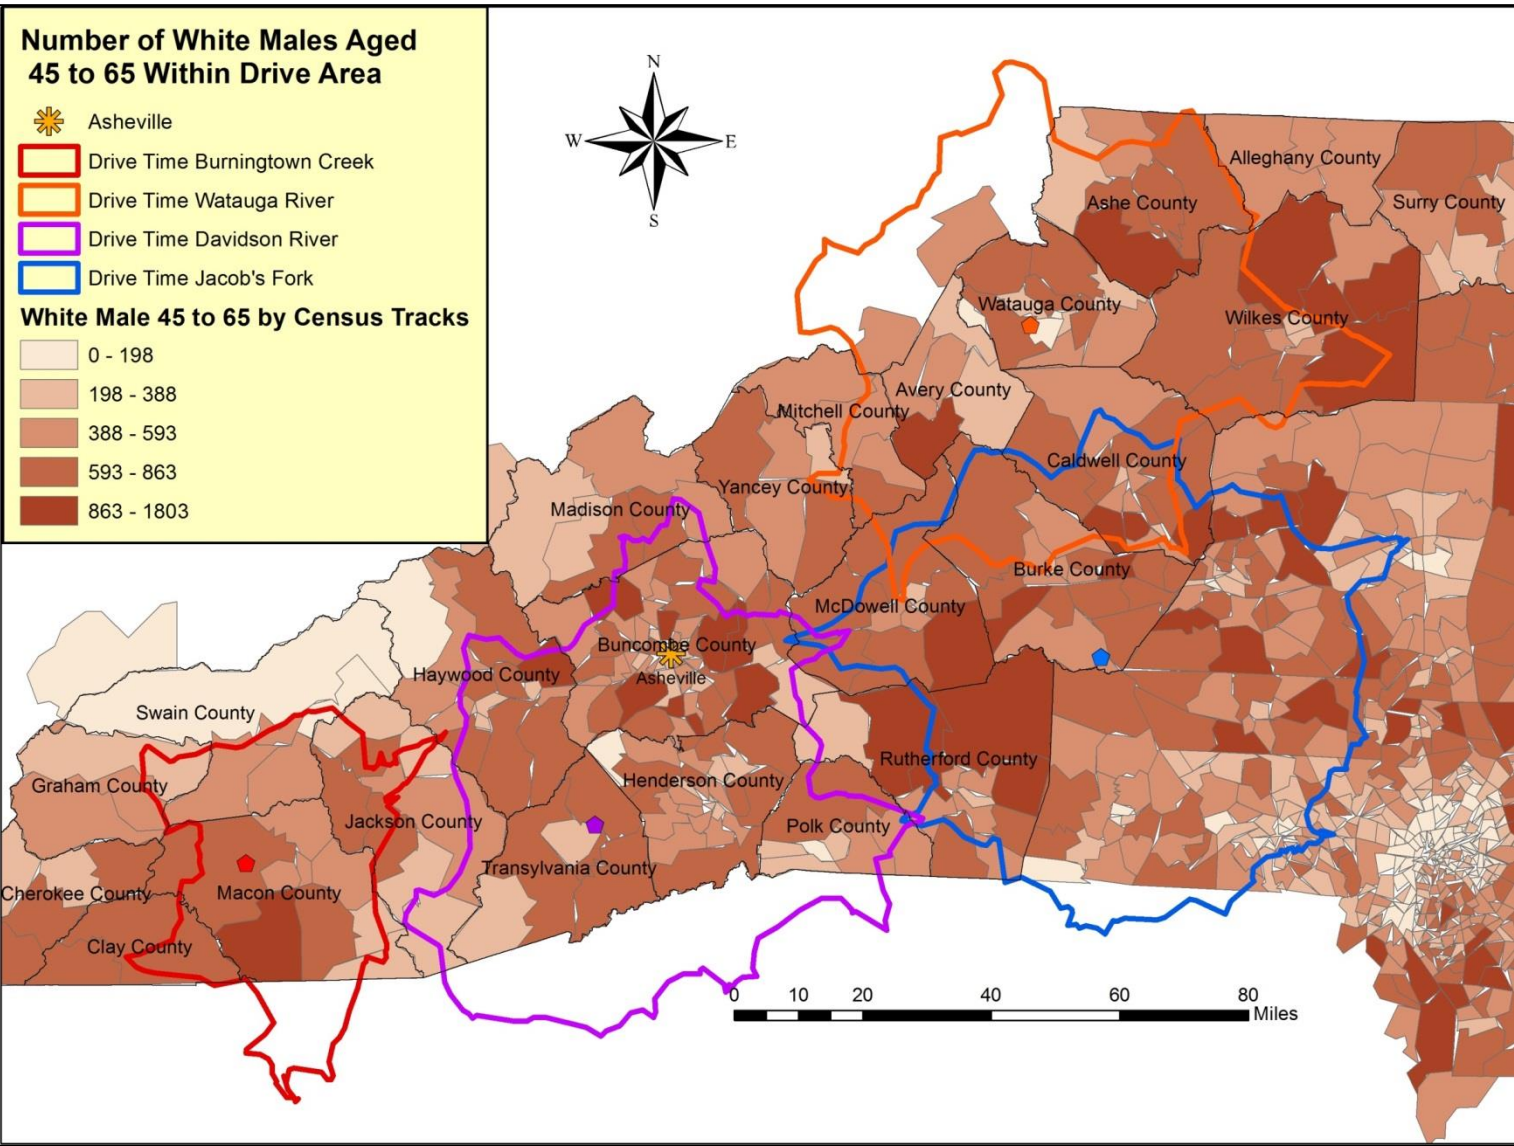 Number of White Males Aged
45 to 65 Within Drive Area
Asheville
Drive Time Burningtown Creek
Drive Time Watauga River
Drive Time Davidson River
Drive Time Jacob's Fork
White Male 45 to 65 by Census Tracks
0 - 198
198 - 388
388 - 593
593 - 863
863 - 1803
N
W
E
S
Alleghany County
Ashe County
Surry County
Watauga County
Wilkes County
Avery County
Mitchell County
Caldwell County
Yancey County
Madison County
Burke County
McDowell County
Buncombe County
Haywood County
Asheville
Swain County
Rutherford County
Graham County
Henderson County
Jackson County
Polk County
Transylvania County
Cherokee County
Macon County
Clay County
0 10 20 40 60 80
Miles